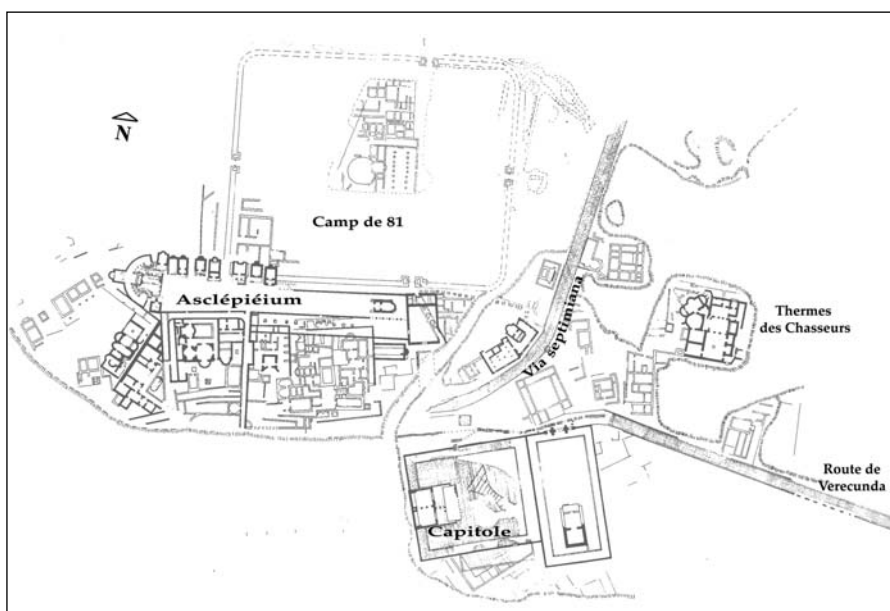 N
Camp de 81
Asclépiéium
Via septimiana
Thermes
des Chasseurs
Route de
Verecunda
Capitole